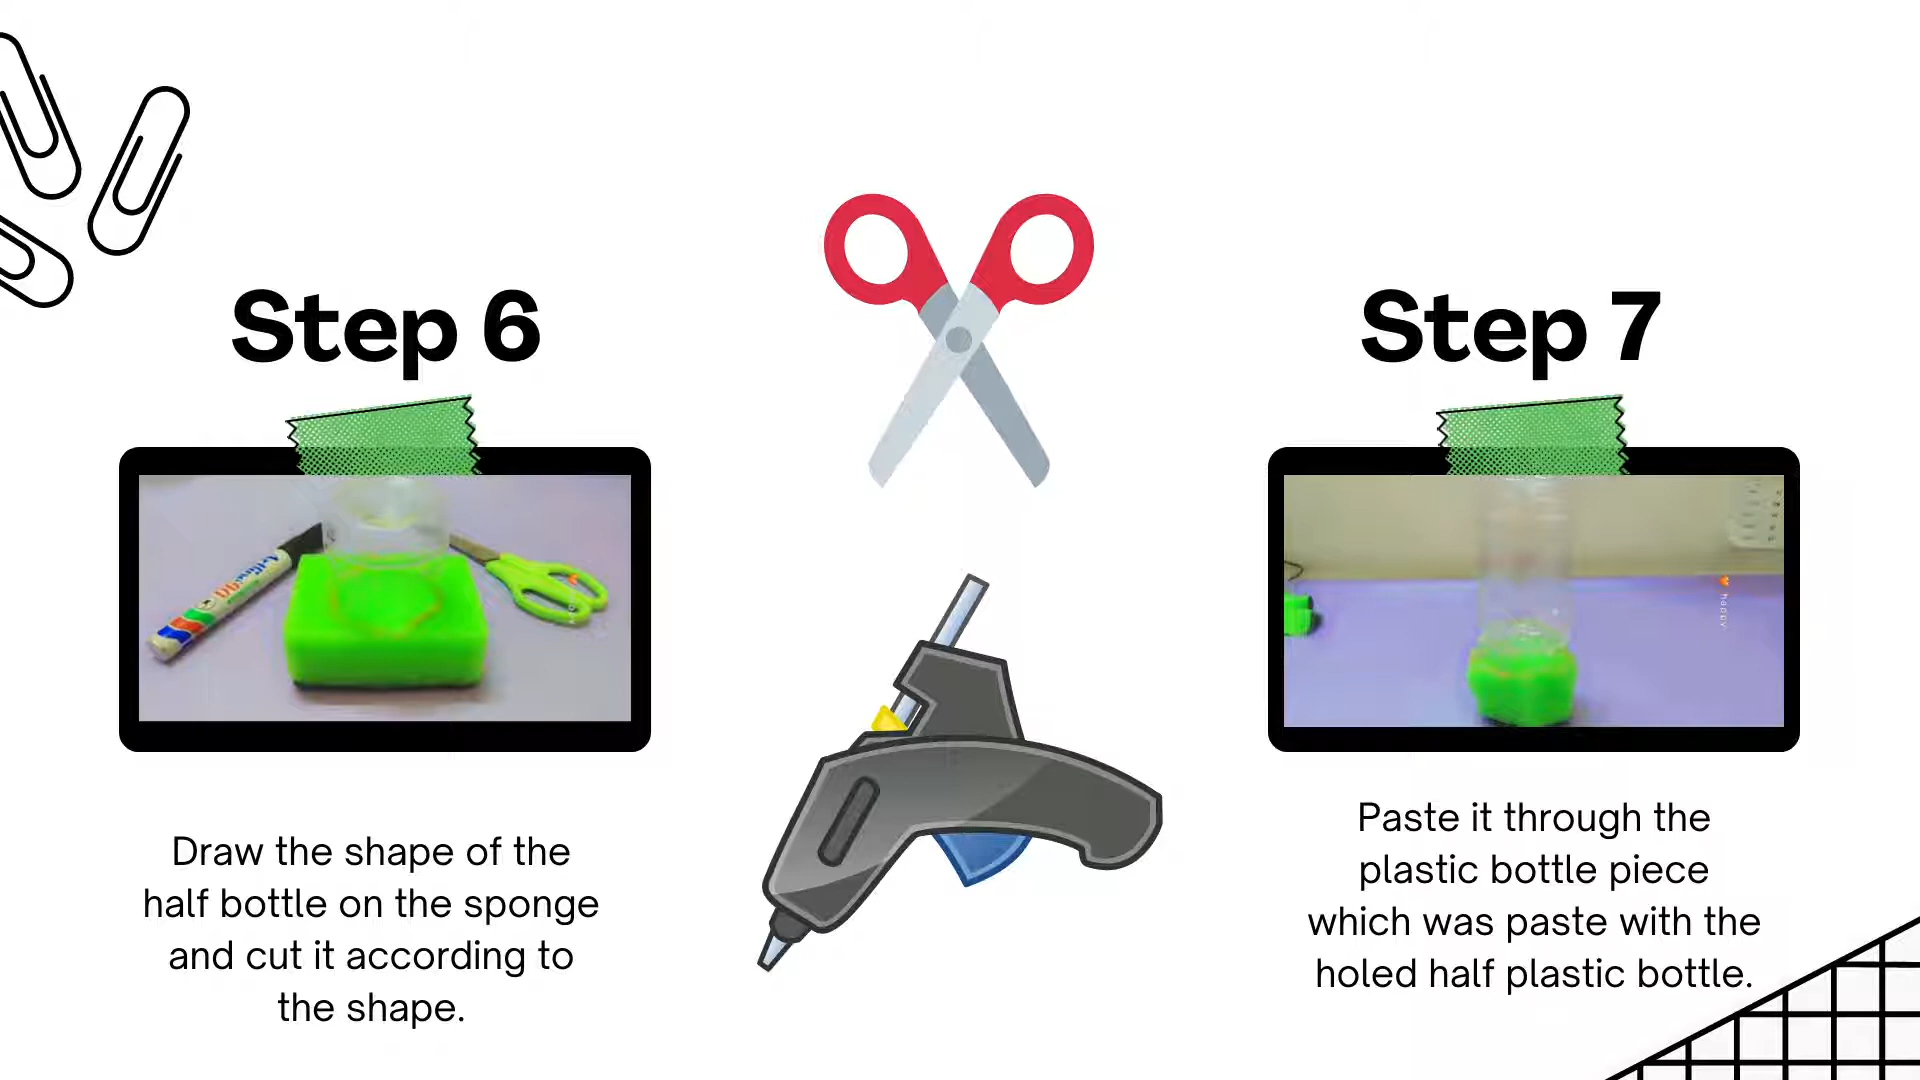 Step 6
Draw the shape of the
half bottle on the sponge
and cut it according to
the shape.
Step 7
happy
Paste it through the
plastic bottle piece
which was paste with the
holed half plastic bottle.